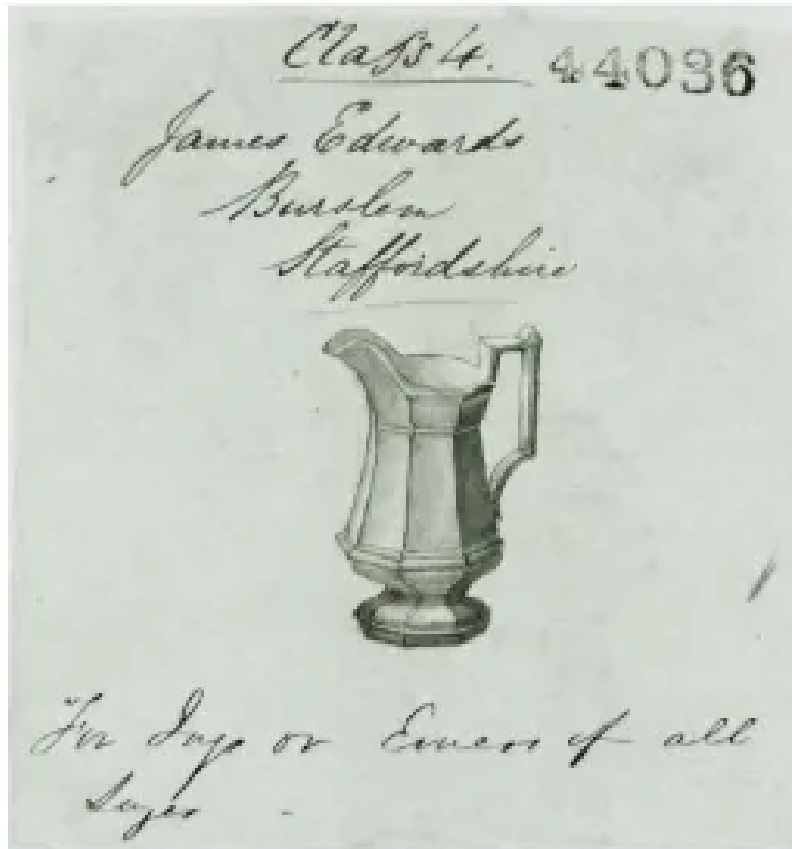 Class 4. 44036
James Edwards
Burslem
Staffordshire
"For Jugs or Ewers of all
Sizes